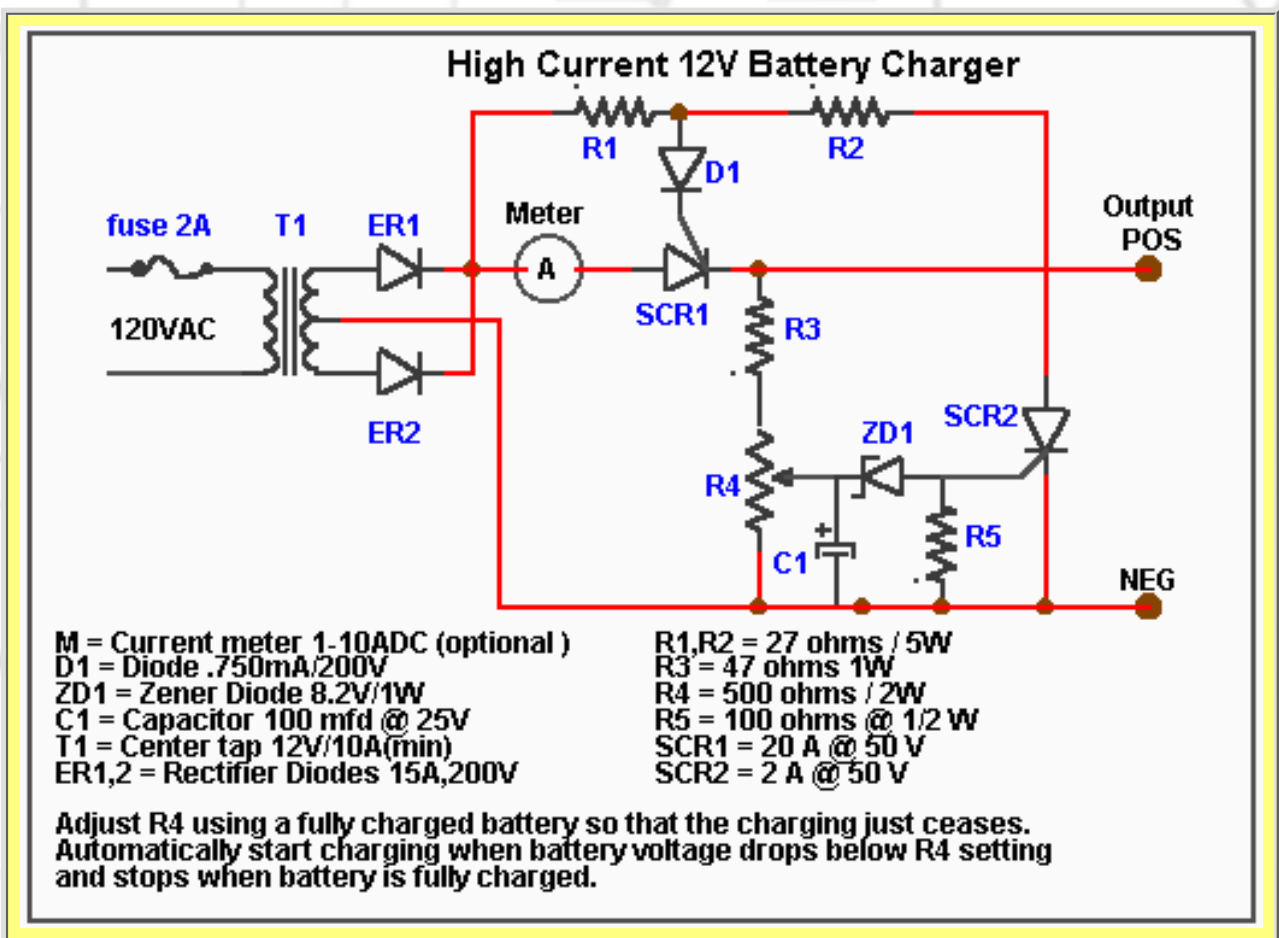 High Current 12V Battery Charger
R1
R2
D1
fuse 2A
T1
ER1
Meter
Output
POS
A
120VAC
SCR1
R3
ER2
SCR2
ZD1
R4
R5
C1
+
NEG
M = Current meter 1-10ADC (optional )
D1 = Diode .750mA/200V
ZD1 = Zener Diode 8.2V/1W
C1 = Capacitor 100 mfd @ 25V
T1 = Center tap 12V/10A(min)
ER1,2 = Rectifier Diodes 15A,200V
R1,R2 = 27 ohms / 5W
R3 = 47 ohms 1W
R4 = 500 ohms / 2W
R5 = 100 ohms @ 1/2 W
SCR1 = 20 A @ 50 V
SCR2 = 2 A @ 50 V
Adjust R4 using a fully charged battery so that the charging just ceases.
Automatically start charging when battery voltage drops below R4 setting
and stops when battery is fully charged.